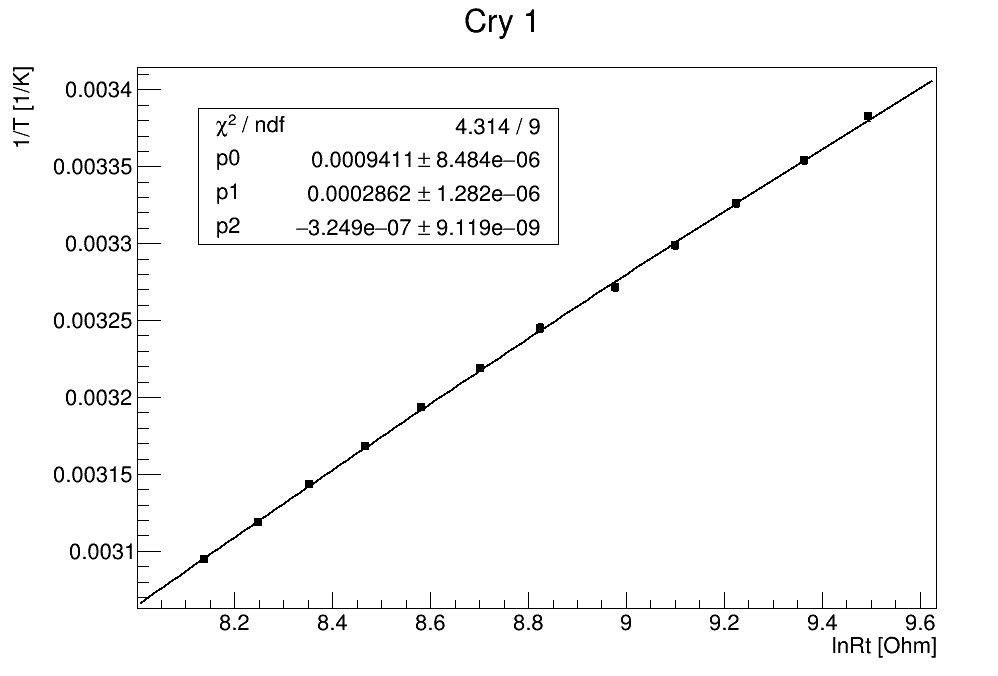 Cry 1
1/T [1/K]
0.0034
0.00335
0.0033
0.00325
0.0032
0.00315
0.0031
χ² / ndf 4.314 / 9
p0 0.0009411 ± 8.484e−06
p1 0.0002862 ± 1.282e−06
p2 −3.249e−07 ± 9.119e−09
8.2 8.4 8.6 8.8 9 9.2 9.4 9.6
lnRt [Ohm]